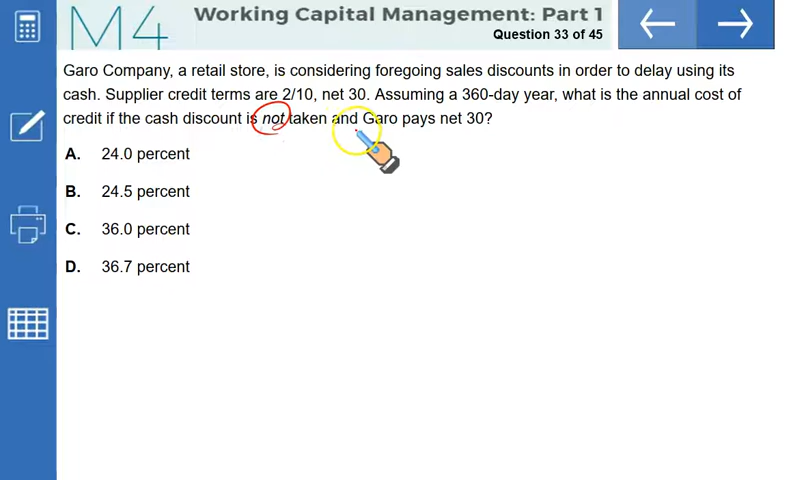 M4
Working Capital Management: Part 1
Question 33 of 45
Garo Company, a retail store, is considering foregoing sales discounts in order to delay using its
cash. Supplier credit terms are 2/10, net 30. Assuming a 360-day year, what is the annual cost of
credit if the cash discount is not taken and Garo pays net 30?
A. 24.0 percent
B. 24.5 percent
C. 36.0 percent
D. 36.7 percent